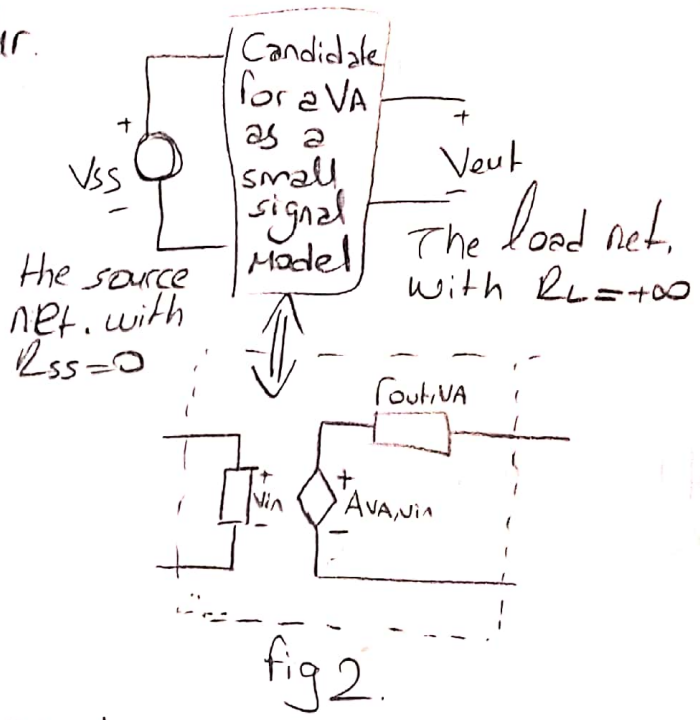 ır.
Candidate
for a VA
as a
small
signal
Model
+
Vss
-
+
Vout
-
The load net.
with RL=+∞
the source
net. with
Rss=0
rout,VA
+
Vin
-
+
AVA,vin
-
fig 2.